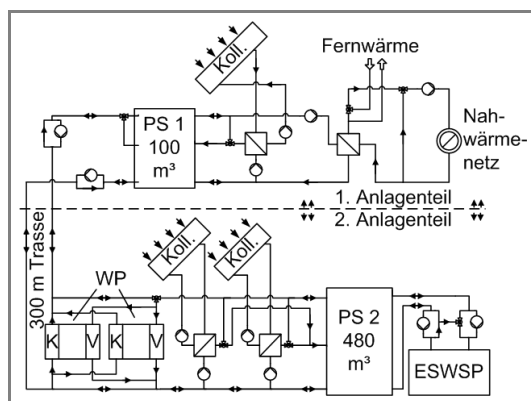 Fernwärme
Koll.
PS 1
100
m³
Nah-
wärme-
netz
1. Anlagenteil
2. Anlagenteil
300 m Trasse
WP
Koll.
Koll.
K V
K V
PS 2
480
m³
ESWSP